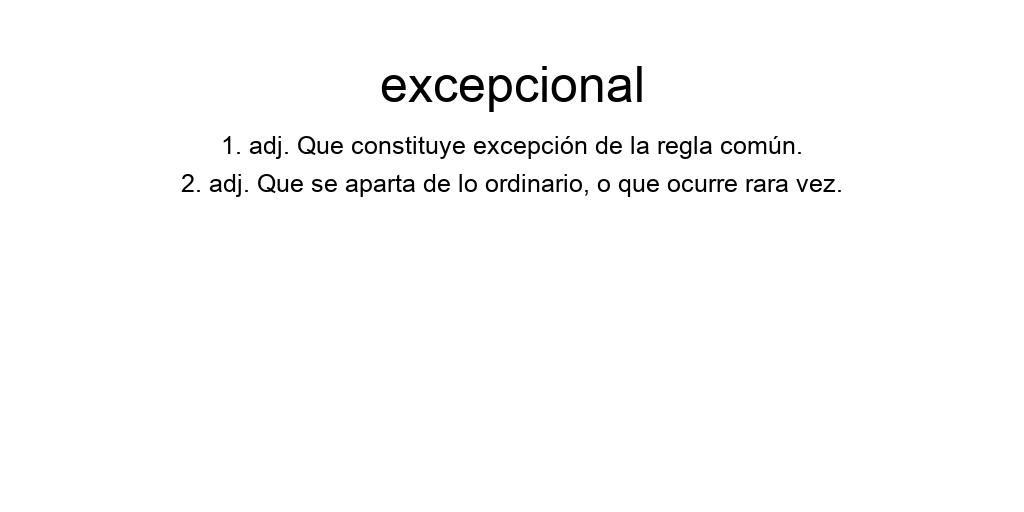 excepcional
1. adj. Que constituye excepción de la regla común.
2. adj. Que se aparta de lo ordinario, o que ocurre rara vez.